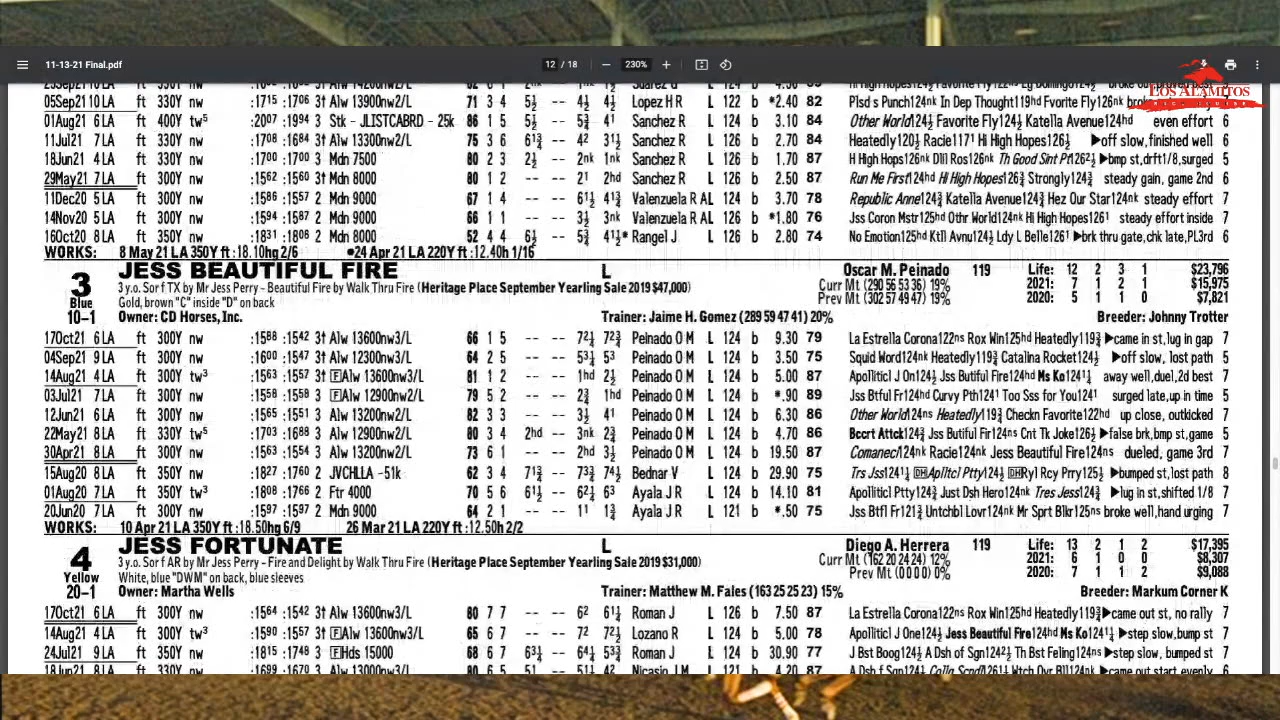 11-13-21 Final.pdf 12 / 18 230%
LOS ALAMITOS
05Sep21 10 LA ft 330Y nw :17¹⁵ :17⁰⁶ 3† Alw 13900nw2/L 71 3 4 5½ -- 4½ 4½ Lopez H R L 122 b *2.40 82 Plsd s Punch124nk In Dep Thought119hd Fvorite Fly126nk 7
01Aug21 6 LA ft 400Y tw⁵ :20⁰⁷ :19⁹⁴ 3 Stk - JLISTCABRD - 25k 86 1 5 5½ -- 5¾ 4¹ Sanchez R L 124 b 3.10 84 Other World124½ Favorite Fly124½ Katella Avenue124hd even effort 6
11Jul21 7 LA ft 330Y nw :17⁰⁸ :16⁸⁴ 3† Alw 13300nw2/L 75 3 6 6¹¾ -- 4² 3¹½ Sanchez R L 124 b 2.70 84 Heatedly120½ Racie117¹ Hi High Hopes126½ ▶off slow, finished well 6
18Jun21 4 LA ft 330Y nw :17⁰⁰ :17⁰⁰ 3 Mdn 7500 80 2 3 2½ -- 2nk 1nk Sanchez R L 124 b 1.70 87 H High Hops126nk Dlil Ros126nk Th Good Sint Pt126²½ ▶bmp st,drft1/8,surged 5
29May21 7 LA ft 330Y nw :15⁶² :15⁶⁰ 3† Mdn 8000 80 1 2 -- -- 2¹ 2hd Sanchez R L 124 b 2.50 87 Run Me First124hd Hi High Hopes126¾ Strongly124¾ steady gain, game 2nd 6
11Dec20 5 LA ft 300Y nw :15⁸⁶ :15⁵⁷ 2 Mdn 9000 67 1 4 -- -- 6¹½ 4¹¾ Valenzuela R A L 124 b 3.70 78 Republic Anne124¾ Katella Avenue124¾ Hez Our Star124nk steady effort 7
14Nov20 5 LA ft 300Y nw :15⁹⁴ :15⁸⁷ 2 Mdn 9000 66 1 1 -- -- 3½ 3nk Valenzuela R A L 126 b *1.80 76 Jss Coron Mstr125hd Othr World124nk Hi High Hopes126¹ steady effort inside 7
16Oct20 8 LA ft 350Y nw :18³¹ :18⁰⁶ 2 Mdn 8000 52 4 4 6½ -- 5¾ 4¹½* Rangel J L 126 b 2.80 74 No Emotion125hd Ktll Avnu124½ Ldy L Belle126¹ ▶brk thru gate,chk late,PL3rd 6
WORKS: 8 May 21 LA 350Y ft :18.10hg 2/6 ●24 Apr 21 LA 220Y ft :12.40h 1/16
3 JESS BEAUTIFUL FIRE L Oscar M. Peinado 119 Life: 12 2 3 1 $23,796
3 y.o. Sor f TX by Mr Jess Perry - Beautiful Fire by Walk Thru Fire (Heritage Place September Yearling Sale 2019 $47,000) Curr Mt (290 56 53 36) 19% 2021: 7 1 2 1 $15,975
Blue Gold, brown "C" inside "D" on back Prev Mt (302 57 49 47) 19% 2020: 5 1 1 0 $7,821
10-1 Owner: CD Horses, Inc. Trainer: Jaime H. Gomez (289 59 47 41) 20% Breeder: Johnny Trotter
17Oct21 6 LA ft 300Y nw :15⁸⁸ :15⁴² 3† Alw 13600nw3/L 66 1 5 -- -- 7²½ 7²¾ Peinado O M L 124 b 9.30 79 La Estrella Corona122ns Rox Win125hd Heatedly119¾ ▶came in st,lug in gap 7
04Sep21 9 LA ft 300Y nw :16⁰⁰ :15⁴⁷ 3 Alw 12300nw3/L 64 2 5 -- -- 5³½ 5³ Peinado O M L 124 b 3.50 75 Squid Word124nk Heatedly119¾ Catalina Rocket124½ ▶off slow, lost path 5
14Aug21 4 LA ft 300Y tw³ :15⁶³ :15⁵⁷ 3† FAlw 13600nw3/L 81 1 2 -- -- 1hd 2½ Peinado O M L 124 b 5.00 87 Apolliticl J On124½ Jss Butiful Fire124hd Ms Ko124¹½ away well,duel,2d best 7
03Jul21 7 LA ft 300Y nw :15⁵⁸ :15⁵⁸ 3 FAlw 12900nw2/L 79 5 2 -- -- 2¾ 1hd Peinado O M L 124 b *.90 89 Jss Btful Fr124hd Curvy Pth124¹ Too Sss for You124¹ surged late,up in time 5
12Jun21 6 LA ft 300Y nw :15⁶⁵ :15⁵¹ 3† Alw 13200nw2/L 82 3 3 -- -- 3½ 4¹ Peinado O M L 124 b 6.30 86 Other World124ns Heatedly119¾ Checkn Favorite122hd up close, outkicked 7
22May21 8 LA ft 330Y tw⁵ :17⁰³ :16⁸⁸ 3 Alw 12900nw2/L 80 3 4 2hd -- 3nk 2¾ Peinado O M L 124 b 4.70 86 Bccrt Attck124¾ Jss Butiful Fir124ns Cnt Tk Joke126½ ▶false brk,bmp st,game 5
30Apr21 8 LA ft 300Y nw :15⁶¹ :15⁵⁴ 3 Alw 13200nw2/L 73 6 1 -- -- 2hd 3½ Peinado O M L 124 b 19.50 87 Comaneci124nk Racie124nk Jess Beautiful Fire124ns dueled, game 3rd 7
15Aug20 8 LA ft 350Y nw :18²⁷ :17⁶⁰ 2 JVCHLLA -51k 62 3 4 7¹¾ -- 7³¾ 7⁴½ Bednar V L 124 b 29.90 75 Trs Jss124¹¼ DHAplltcl Ptty124½ DHRyl Rcy Prry125½ ▶bumped st,lost path 8
01Aug20 7 LA ft 350Y tw³ :18⁰⁸ :17⁶⁶ 2 Ftr 4000 70 5 6 6¹½ -- 6²½ 6³ Ayala J R L 124 b 14.10 81 Apolliticl Ptty124¾ Just Dsh Hero124nk Tres Jess124¾ ▶lug in st,shifted 1/8 7
20Jun20 7 LA ft 300Y nw :15⁹⁷ :15⁹⁷ 2 Mdn 9000 64 2 1 -- -- 1¹ 1¾ Ayala J R L 124 b *.50 75 Jss Btfl Fr121¾ Untchbl Lovr124nk Mr Sprt Blkr125ns broke well,hand urging 7
WORKS: 10 Apr 21 LA 350Y ft :18.50hg 6/9 26 Mar 21 LA 220Y ft :12.50h 2/2
4 JESS FORTUNATE L Diego A. Herrera 119 Life: 13 2 1 2 $17,395
3 y.o. Sor f AR by Mr Jess Perry - Fire and Delight by Walk Thru Fire (Heritage Place September Yearling Sale 2019 $31,000) Curr Mt (162 20 24 24) 12% 2021: 6 1 0 0 $8,307
Yellow White, blue "DWM" on back, blue sleeves Prev Mt (0 0 0 0) 0% 2020: 7 1 1 2 $9,088
20-1 Owner: Martha Wells Trainer: Matthew M. Fales (163 25 25 23) 15% Breeder: Markum Corner K
17Oct21 6 LA ft 300Y nw :15⁶⁴ :15⁴² 3† Alw 13600nw3/L 80 7 7 -- -- 6² 6¹¼ Roman J L 126 b 7.50 87 La Estrella Corona122ns Rox Win125hd Heatedly119¾ ▶came out st, no rally 7
14Aug21 4 LA ft 300Y tw³ :15⁹⁰ :15⁵⁷ 3† FAlw 13600nw3/L 65 6 7 -- -- 7² 7²½ Lozano R L 124 b 5.00 78 Apolliticl J One124½ Jess Beautiful Fire124hd Ms Ko124¹¼ ▶step slow,bump st 7
24Jul21 9 LA ft 350Y nw :18¹⁵ :17⁴⁸ 3 FHds 15000 68 6 7 6³¼ -- 6⁴½ 5³¾ Roman J L 124 b 30.90 77 J Bst Boog124½ A Dsh of Sgn124²½ Th Bst Feling124ns ▶step slow, bumped st 7